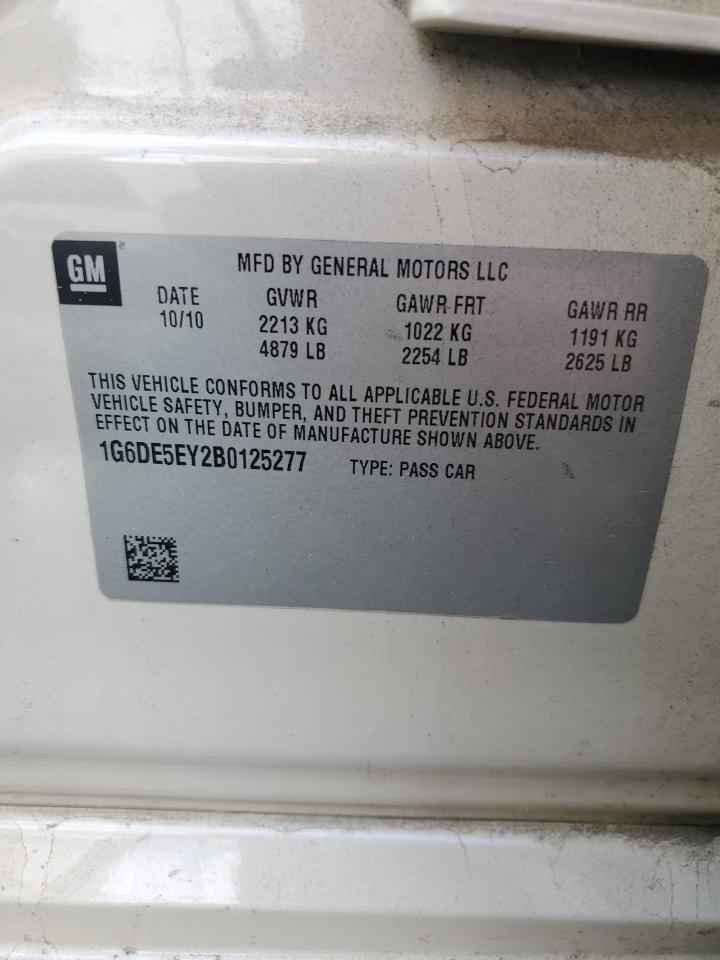 GM
MFD BY GENERAL MOTORS LLC
DATE GVWR GAWR FRT GAWR RR
10/10 2213 KG 1022 KG 1191 KG
4879 LB 2254 LB 2625 LB
THIS VEHICLE CONFORMS TO ALL APPLICABLE U.S. FEDERAL MOTOR
VEHICLE SAFETY, BUMPER, AND THEFT PREVENTION STANDARDS IN
EFFECT ON THE DATE OF MANUFACTURE SHOWN ABOVE.
1G6DE5EY2B0125277 TYPE: PASS CAR